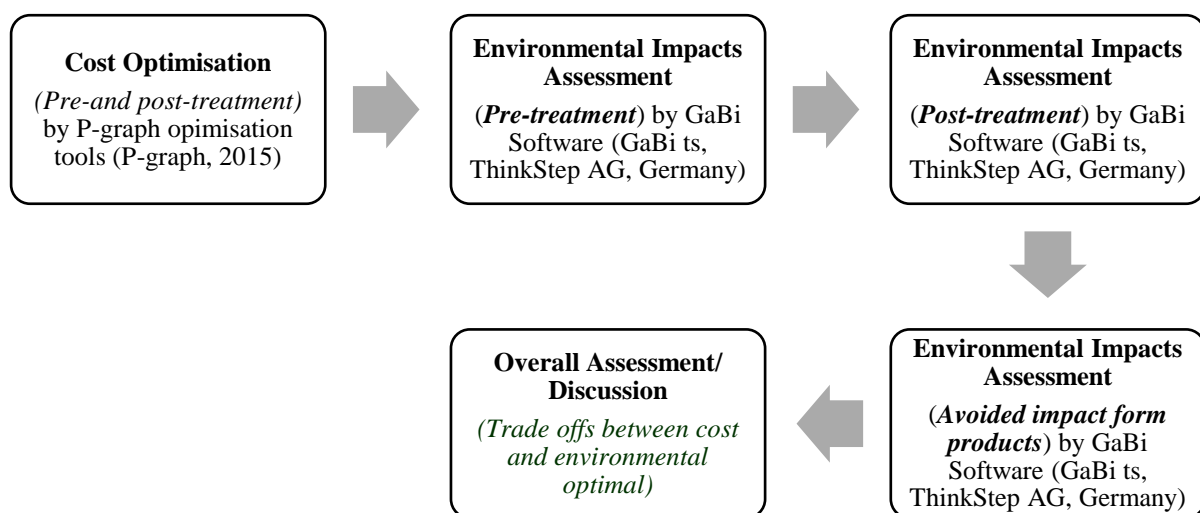 Cost Optimisation
(Pre-and post-treatment)
by P-graph opimisation
tools (P-graph, 2015)
Environmental Impacts
Assessment
(Pre-treatment) by GaBi
Software (GaBi ts,
ThinkStep AG, Germany)
Environmental Impacts
Assessment
(Post-treatment) by GaBi
Software (GaBi ts,
ThinkStep AG, Germany)
Environmental Impacts
Assessment
(Avoided impact form
products) by GaBi
Software (GaBi ts,
ThinkStep AG, Germany)
Overall Assessment/
Discussion
(Trade offs between cost
and environmental
optimal)